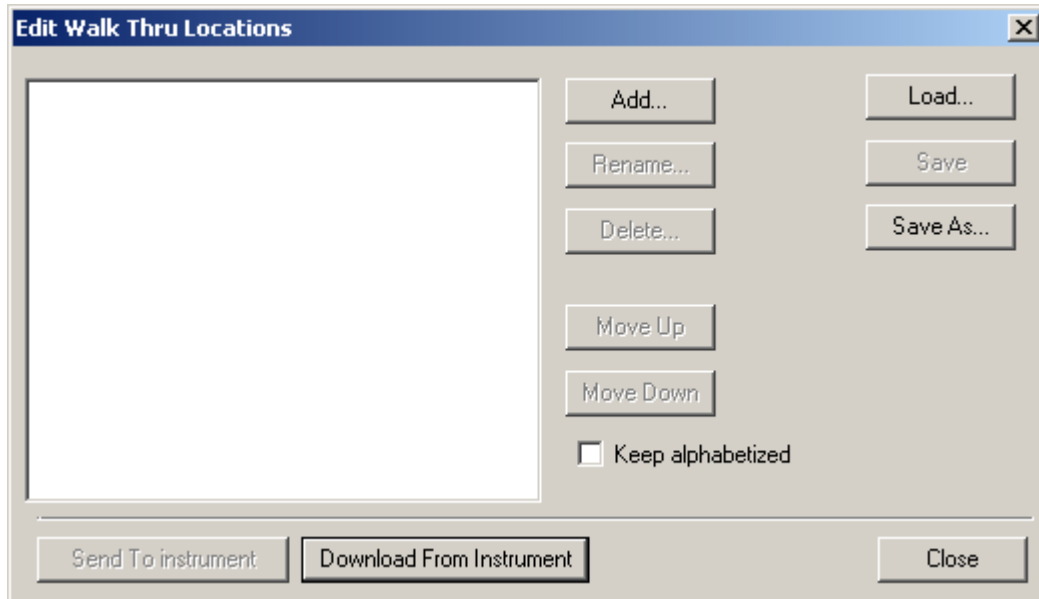 Edit Walk Thru Locations
Add...
Load...
Rename...
Save
Delete...
Save As...
Move Up
Move Down
Keep alphabetized
Send To instrument
Download From Instrument
Close